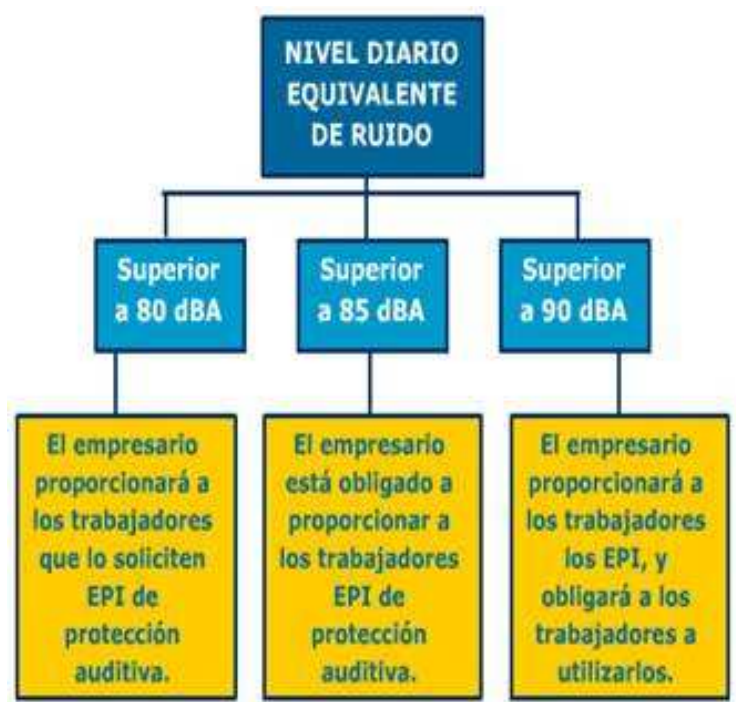 NIVEL DIARIO
EQUIVALENTE
DE RUIDO
Superior
a 80 dBA
Superior
a 85 dBA
Superior
a 90 dBA
El empresario
proporcionará a
los trabajadores
que lo soliciten
EPI de
protección
auditiva.
El empresario
está obligado a
proporcionar a
los trabajadores
EPI de
protección
auditiva.
El empresario
proporcionará a
los trabajadores
los EPI, y
obligará a los
trabajadores a
utilizarlos.